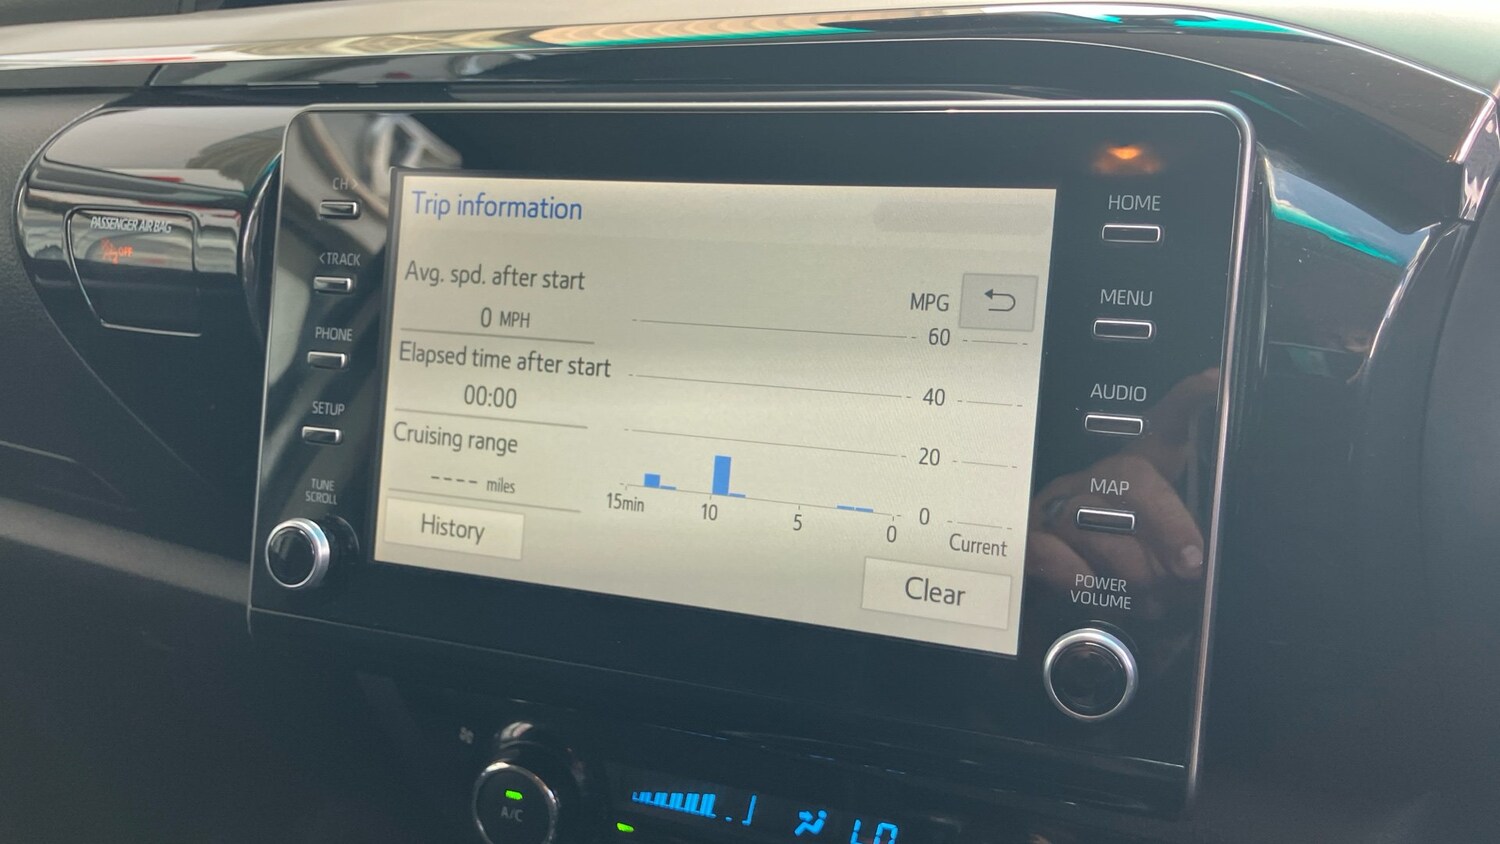 PASSENGER AIR BAG
OFF
CH >
< TRACK
PHONE
SETUP
TUNE
SCROLL
Trip information
Avg. spd. after start
0 MPH
Elapsed time after start
00:00
Cruising range
---- miles
History
MPG
60
40
20
0
15min
10
5
0
Current
Clear
HOME
MENU
AUDIO
MAP
POWER
VOLUME
A/C
LO